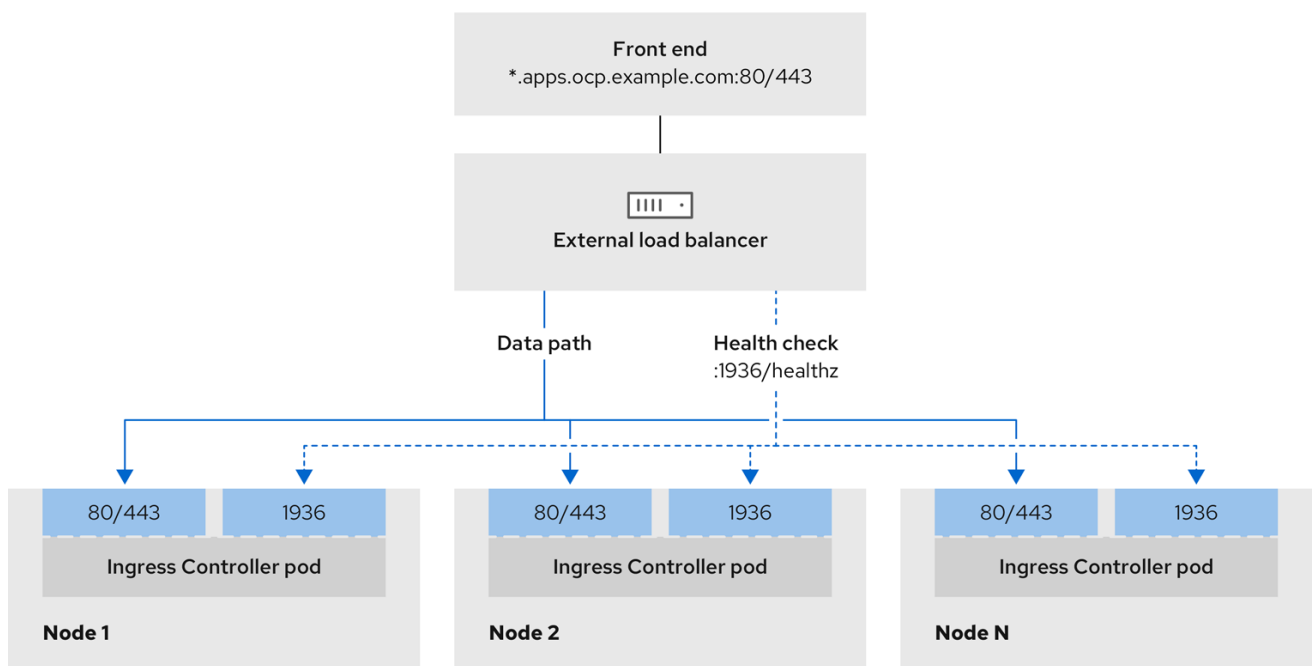 Front end
*.apps.ocp.example.com:80/443
External load balancer
Data path
Health check
:1936/healthz
80/443
1936
80/443
1936
80/443
1936
Ingress Controller pod
Ingress Controller pod
Ingress Controller pod
Node 1
Node 2
Node N